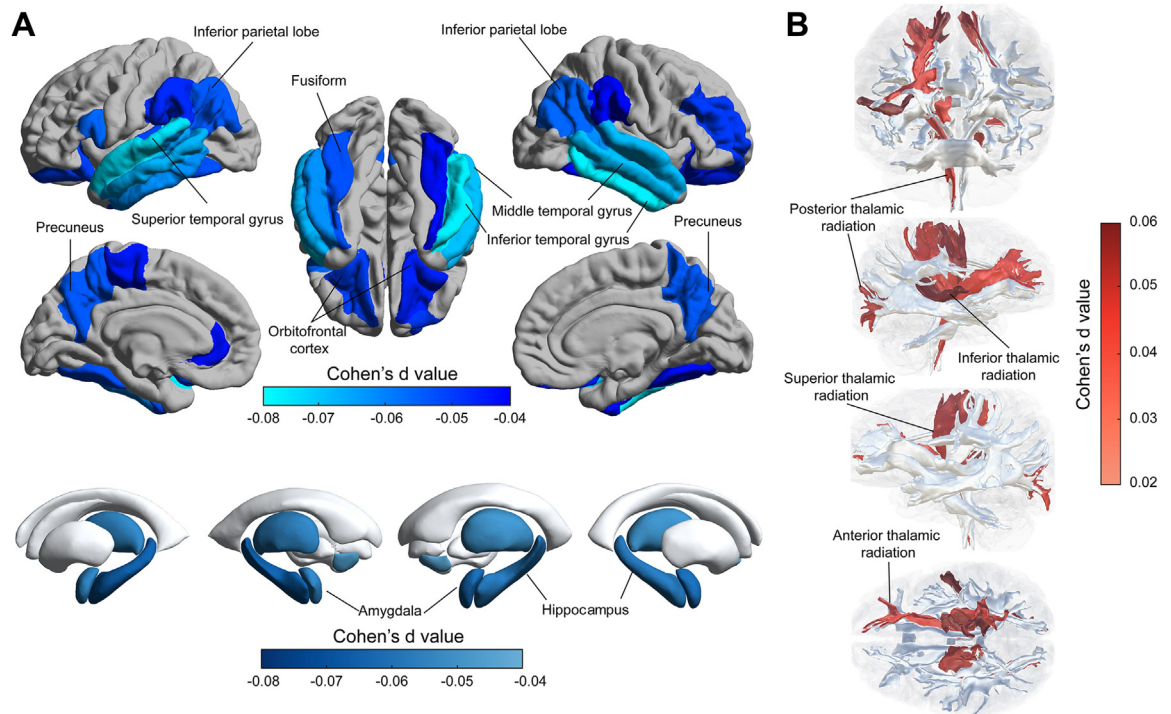 A
Inferior parietal lobe
Fusiform
Inferior parietal lobe
Superior temporal gyrus
Middle temporal gyrus
Inferior temporal gyrus
Precuneus
Precuneus
Orbitofrontal
cortex
Cohen's d value
-0.08 -0.07 -0.06 -0.05 -0.04
Amygdala
Hippocampus
Cohen's d value
-0.08 -0.07 -0.06 -0.05 -0.04
B
Posterior thalamic
radiation
Inferior thalamic
radiation
Superior thalamic
radiation
Anterior thalamic
radiation
Cohen's d value
0.06
0.05
0.04
0.03
0.02